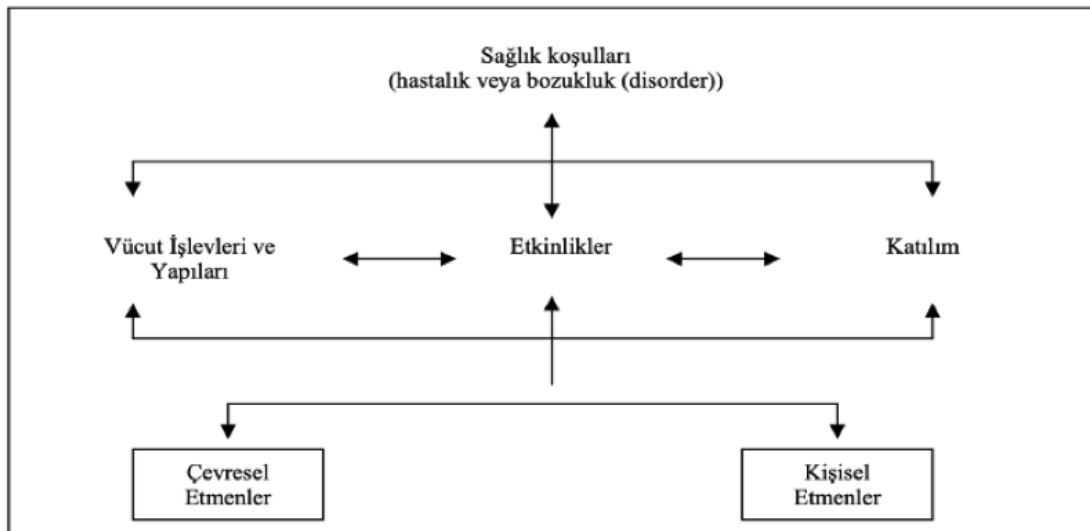 Sağlık koşulları
(hastalık veya bozukluk (disorder))
Vücut İşlevleri ve
Yapıları
Etkinlikler
Katılım
Çevresel
Etmenler
Kişisel
Etmenler